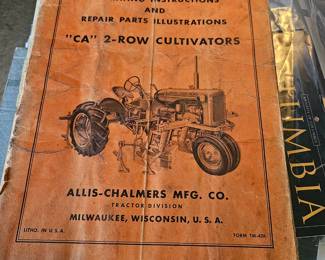 INSTRUCTIONS
AND
REPAIR PARTS ILLUSTRATIONS
"CA" 2-ROW CULTIVATORS
ALLIS-CHALMERS MFG. CO.
TRACTOR DIVISION
MILWAUKEE, WISCONSIN, U. S. A.
LITHO. IN U.S.A.
FORM TM-42A
UMBIA